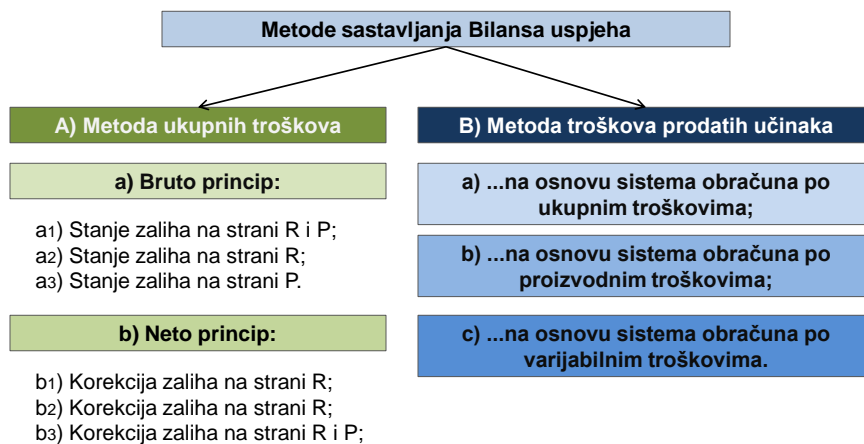 Metode sastavljanja Bilansa uspjeha
A) Metoda ukupnih troškova
a) Bruto princip:
a1) Stanje zaliha na strani R i P;
a2) Stanje zaliha na strani R;
a3) Stanje zaliha na strani P.
b) Neto princip:
b1) Korekcija zaliha na strani R;
b2) Korekcija zaliha na strani R;
b3) Korekcija zaliha na strani R i P;
B) Metoda troškova prodatih učinaka
a) ...na osnovu sistema obračuna po
ukupnim troškovima;
b) ...na osnovu sistema obračuna po
proizvodnim troškovima;
c) ...na osnovu sistema obračuna po
varijabilnim troškovima.